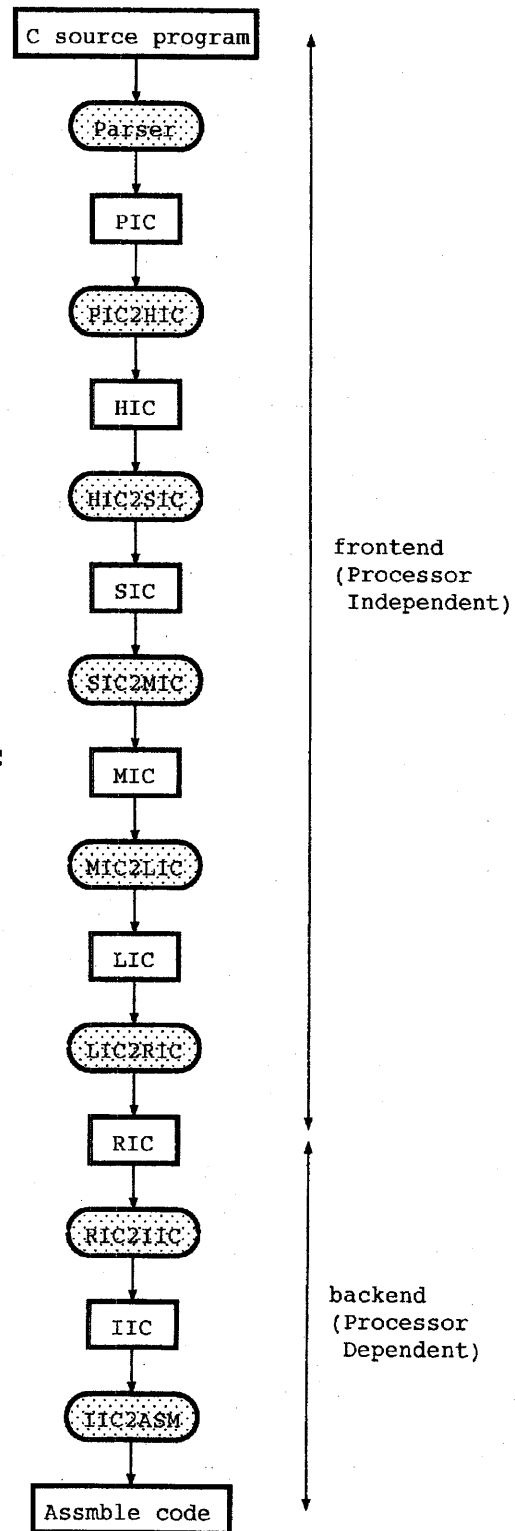 C source program
Parser
PIC
PIC2HIC
HIC
HIC2SIC
SIC
SIC2MIC
MIC
MIC2LIC
LIC
LIC2RIC
RIC
RIC2IIC
IIC
IIC2ASM
Assmble code
frontend
(Processor
Independent)
backend
(Processor
Dependent)